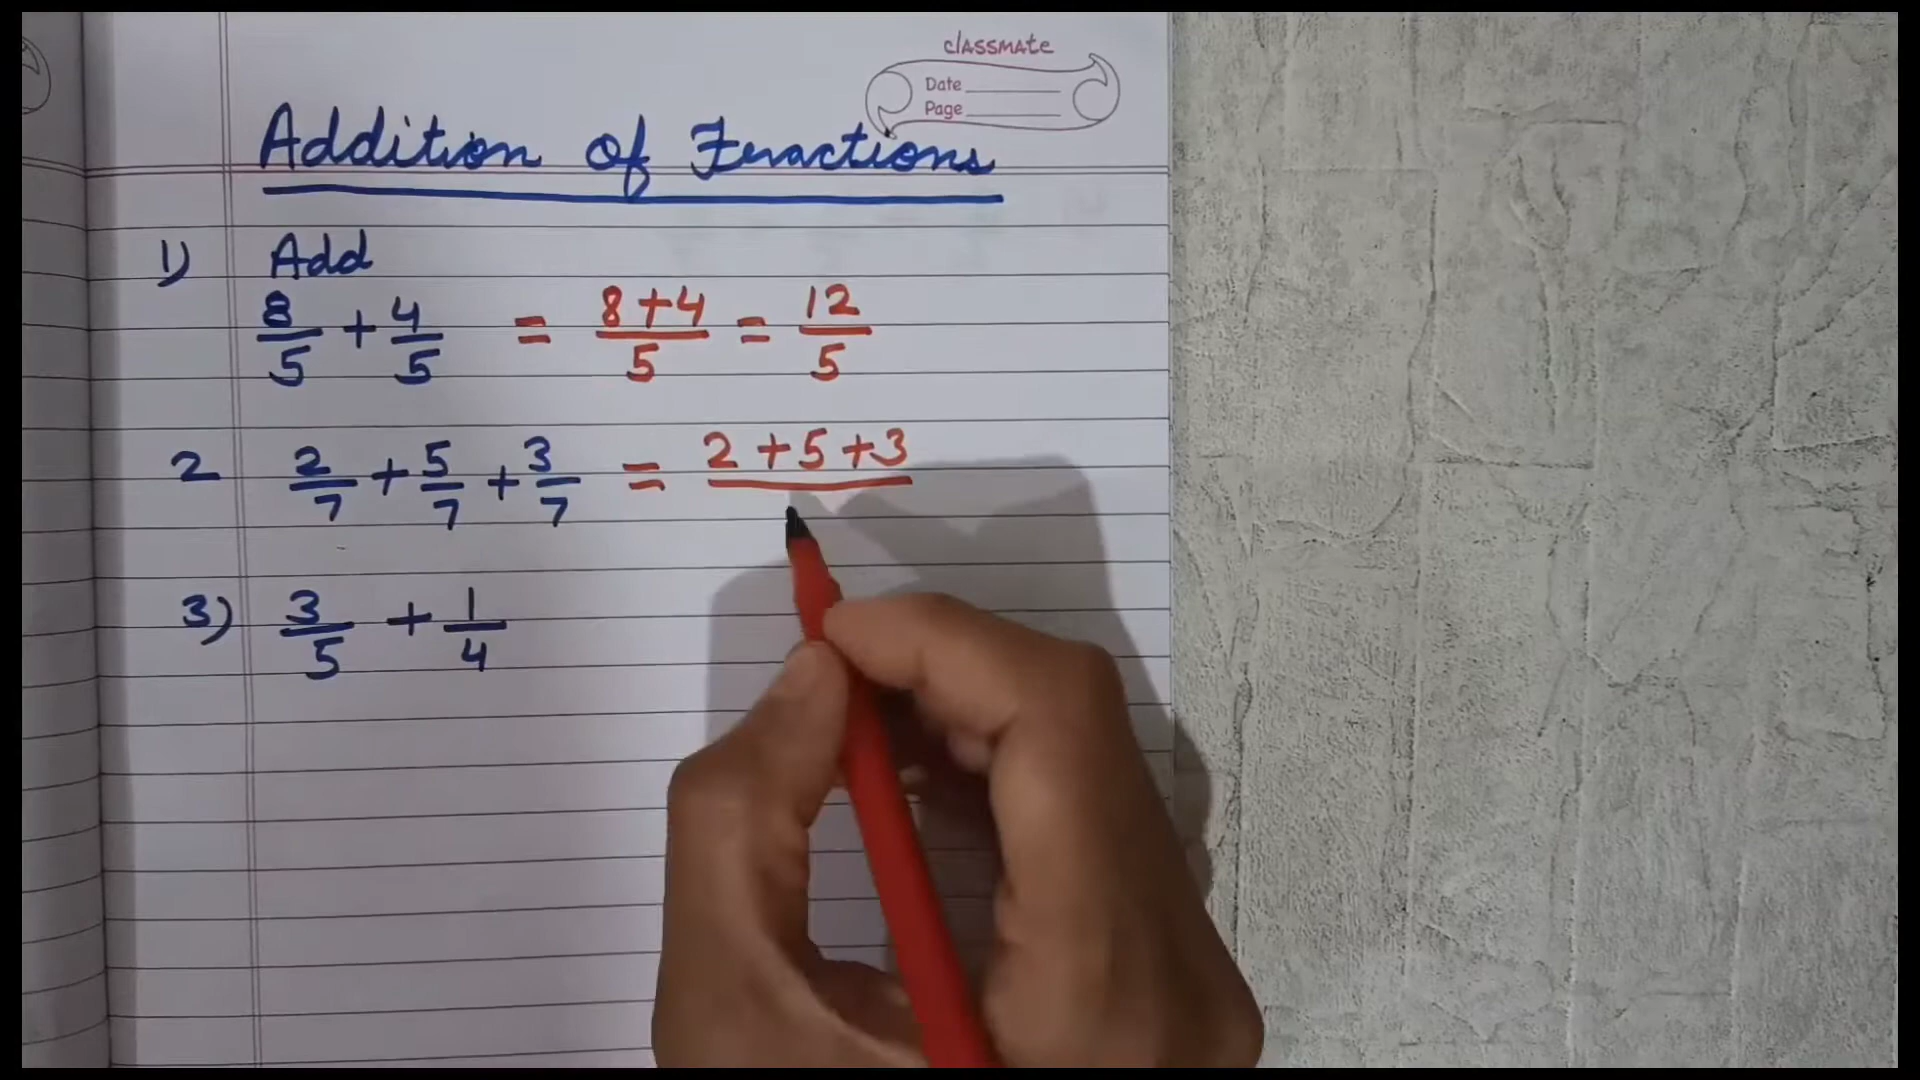 classmate
Date
Page
Addition of Fractions
1) Add
8/5 + 4/5 = 8+4/5 = 12/5
2 2/7 + 5/7 + 3/7 = 2+5+3/
3) 3/5 + 1/4